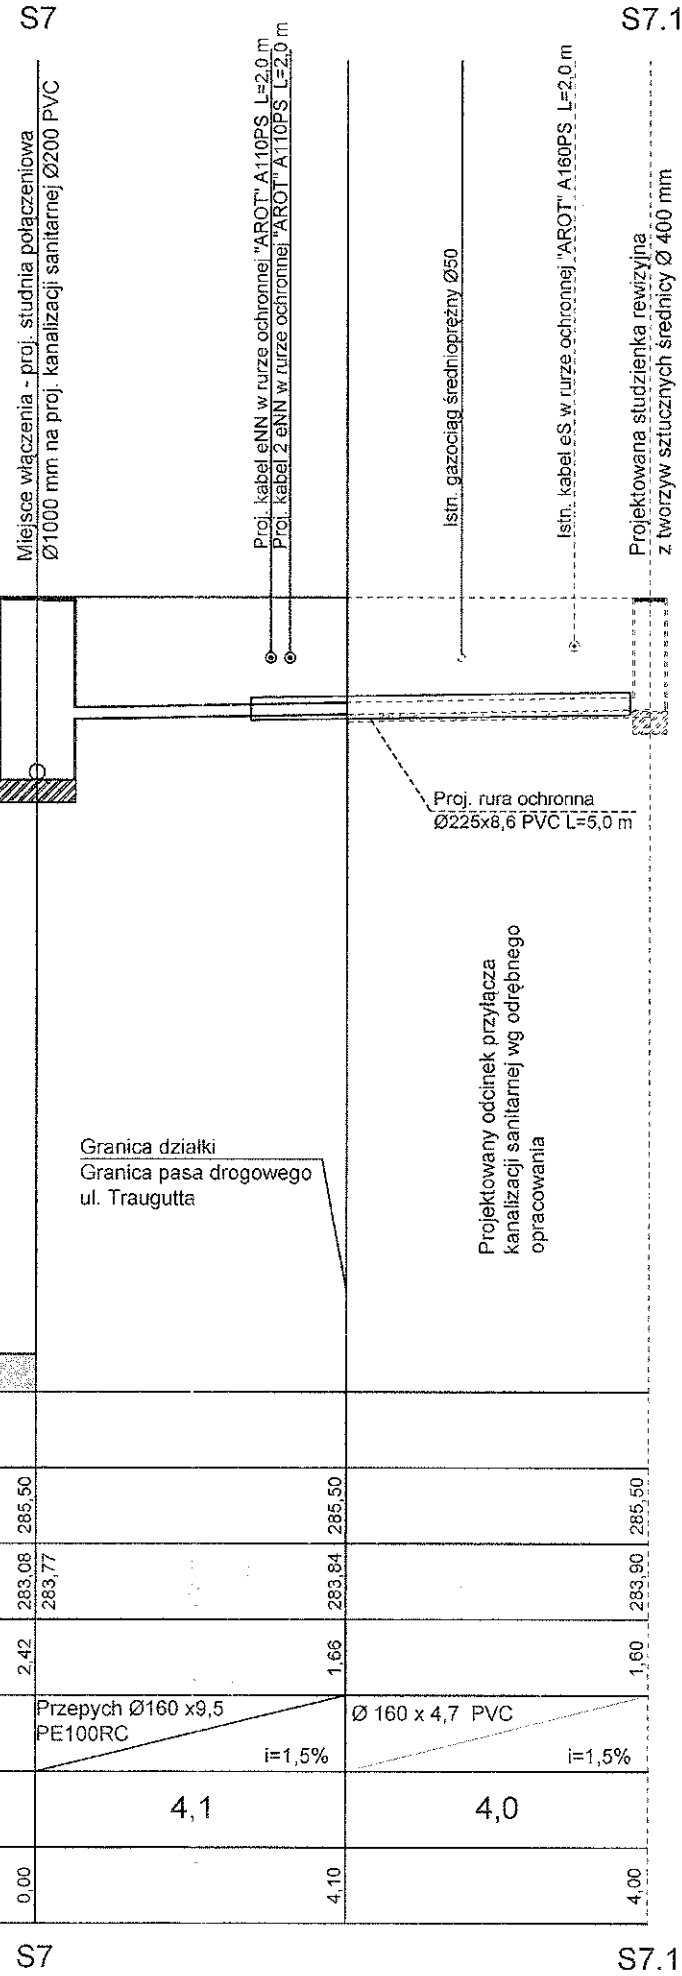 S7
S7.1
Miejsce włączenia - proj. studnia połączeniowa
Ø1000 mm na proj. kanalizacji sanitarnej Ø200 PVC
Proj. kabel eNN w rurze ochronnej "AROT" A110PS L=2,0 m
Proj. kabel 2 eNN w rurze ochronnej "AROT" A110PS L=2,0 m
Istn. gazociąg średnioprężny Ø50
Istn. kabel eS w rurze ochronnej "AROT" A160PS L=2,0 m
Projektowana studzienka rewizyjna
z tworzyw sztucznych średnicy Ø 400 mm
Proj. rura ochronna
Ø225x8,6 PVC L=5,0 m
Projektowany odcinek przyłącza
kanalizacji sanitarnej wg odrębnego
opracowania
Granica działki
Granica pasa drogowego
ul. Traugutta
285,50
285,50
285,50
283,08
283,77
283,84
283,90
2,42
1,66
1,60
Przepych Ø160 x9,5
PE100RC
i=1,5%
Ø 160 x 4,7 PVC
i=1,5%
4,1
4,0
0,00
4,10
4,00
S7
S7.1